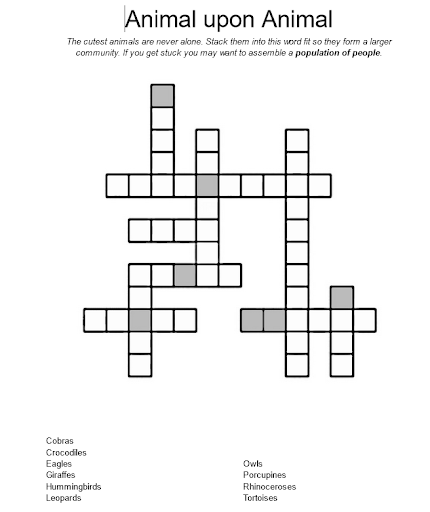 Animal upon Animal
The cutest animals are never alone. Stack them into this word fit so they form a larger
community. If you get stuck you may want to assemble a population of people.
Cobras
Crocodiles
Eagles
Giraffes
Hummingbirds
Leopards
Owls
Porcupines
Rhinoceroses
Tortoises